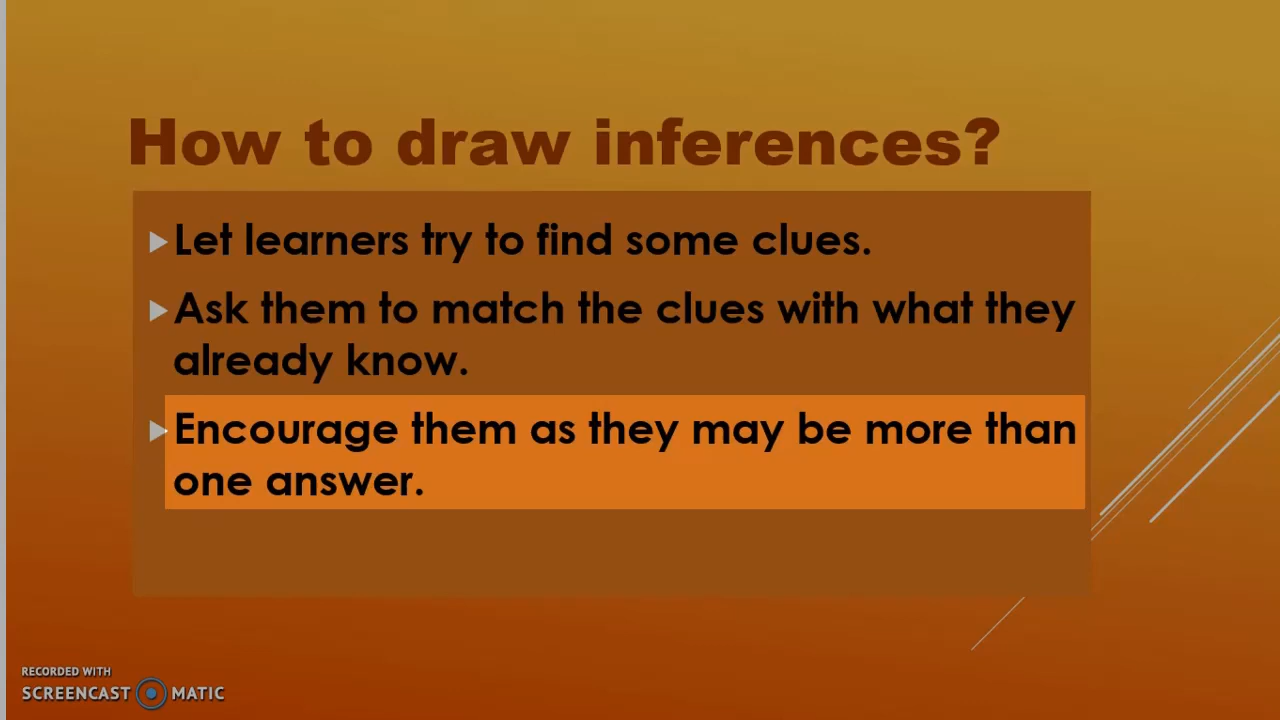 How to draw inferences?
Let learners try to find some clues.
Ask them to match the clues with what they
already know.
Encourage them as they may be more than
one answer.
RECORDED WITH
SCREENCAST MATIC